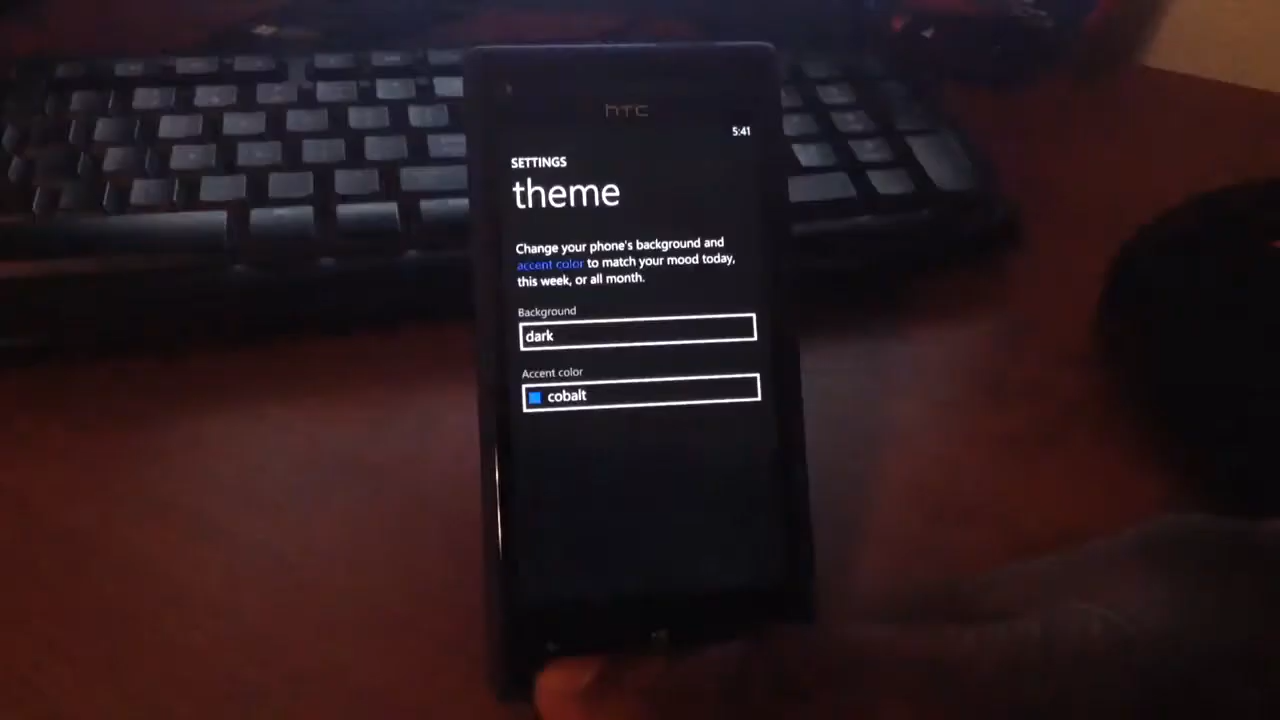 hTC
5:41
SETTINGS
theme
Change your phone's background and
accent color to match your mood today,
this week, or all month.
Background
dark
Accent color
cobalt